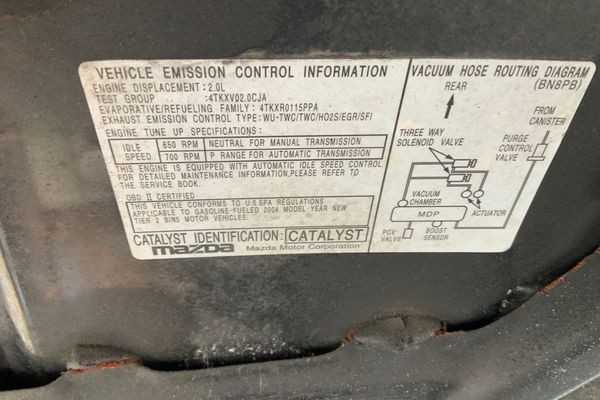 VEHICLE EMISSION CONTROL INFORMATION
ENGINE DISPLACEMENT:2.0L
TEST GROUP :4TKXV02.0CJA
EVAPORATIVE/REFUELING FAMILY: 4TKXR0115PPA
EXHAUST EMISSION CONTROL TYPE:WU-TWC/TWC/HO2S/EGR/SFI
ENGINE TUNE UP SPECIFICATIONS:
IDLE SPEED
650 RPM NEUTRAL FOR MANUAL TRANSMISSION
700 RPM P RANGE FOR AUTOMATIC TRANSMISSION
THIS ENGINE IS EQUIPPED WITH AUTOMATIC IDLE SPEED CONTROL
FOR DETAILED MAINTENANCE INFORMATION,PLEASE REFER TO
THE SERVICE BOOK.
OBD II CERTIFIED
THIS VEHICLE CONFORMS TO U.S.EPA REGULATIONS
APPLICABLE TO GASOLINE-FUELED 2004 MODEL YEAR NEW
TIER 2 BIN5 MOTOR VEHICLES.
CATALYST IDENTIFICATION: CATALYST
mazda Mazda Motor Corporation
VACUUM HOSE ROUTING DIAGRAM
(BN8PB)
REAR
FROM
CANISTER
THREE WAY
SOLENOID VALVE
PURGE
CONTROL
VALVE
VACUUM
CHAMBER
MDP
ACTUATOR
PCV
VALVE
BOOST
SENSOR